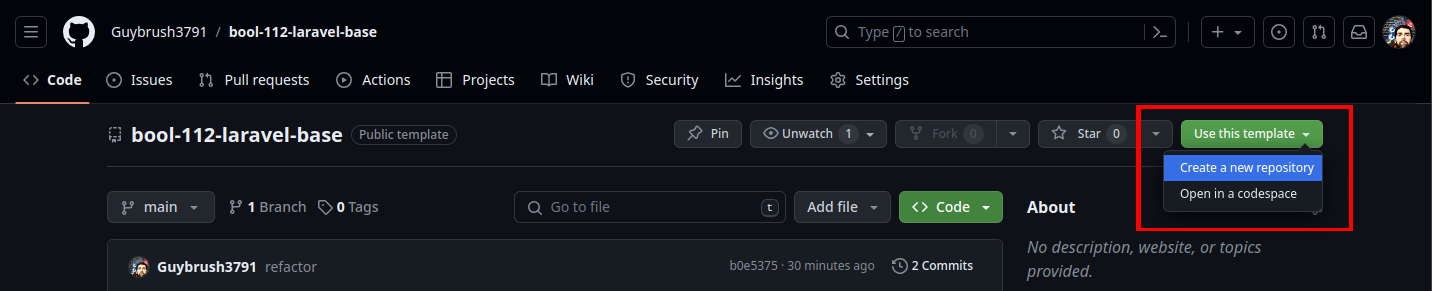 Guybrush3791 / bool-112-laravel-base
Type / to search
Code Issues Pull requests Actions Projects Wiki Security Insights Settings
bool-112-laravel-base Public template
Pin Unwatch 1 Fork 0 Star 0 Use this template
Create a new repository
Open in a codespace
main 1 Branch 0 Tags Go to file t Add file Code
About
Guybrush3791 refactor b0e5375 · 30 minutes ago 2 Commits
No description, website, or topics
provided.